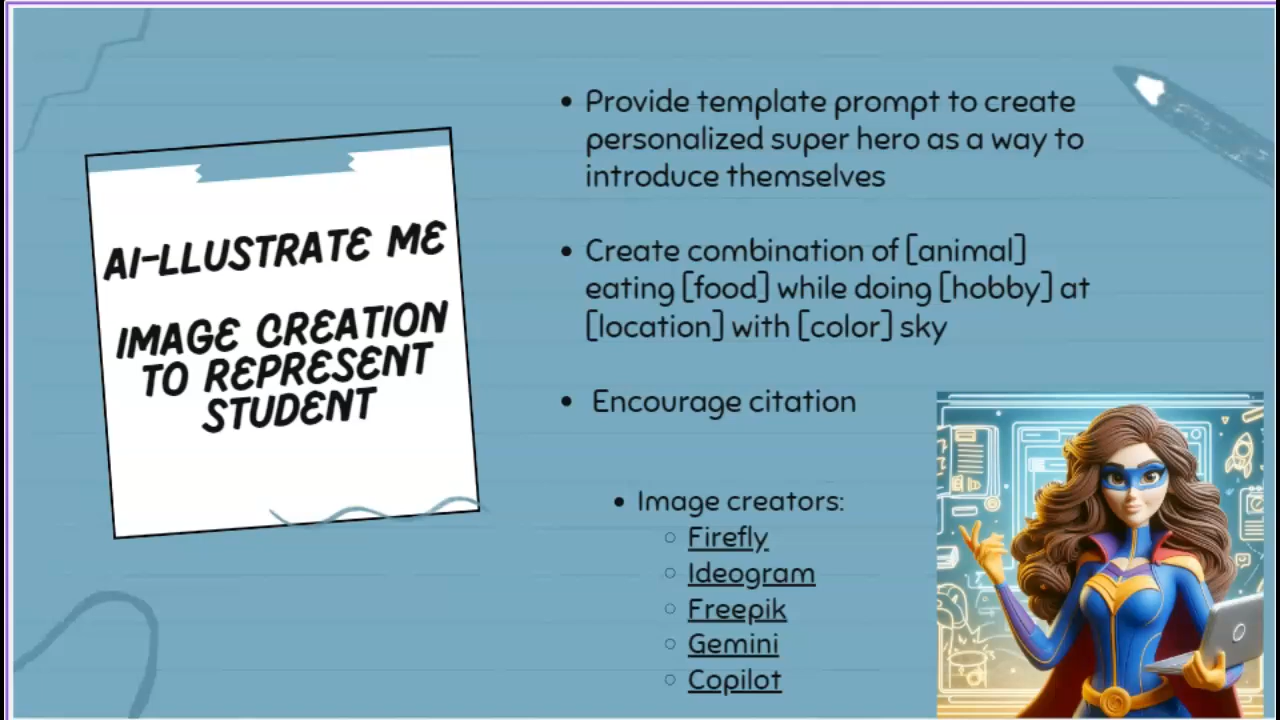 AI-LLUSTRATE ME
IMAGE CREATION
TO REPRESENT
STUDENT
Provide template prompt to create
personalized super hero as a way to
introduce themselves
Create combination of [animal]
eating [food] while doing [hobby] at
[location] with [color] sky
Encourage citation
Image creators:
Firefly
Ideogram
Freepik
Gemini
Copilot